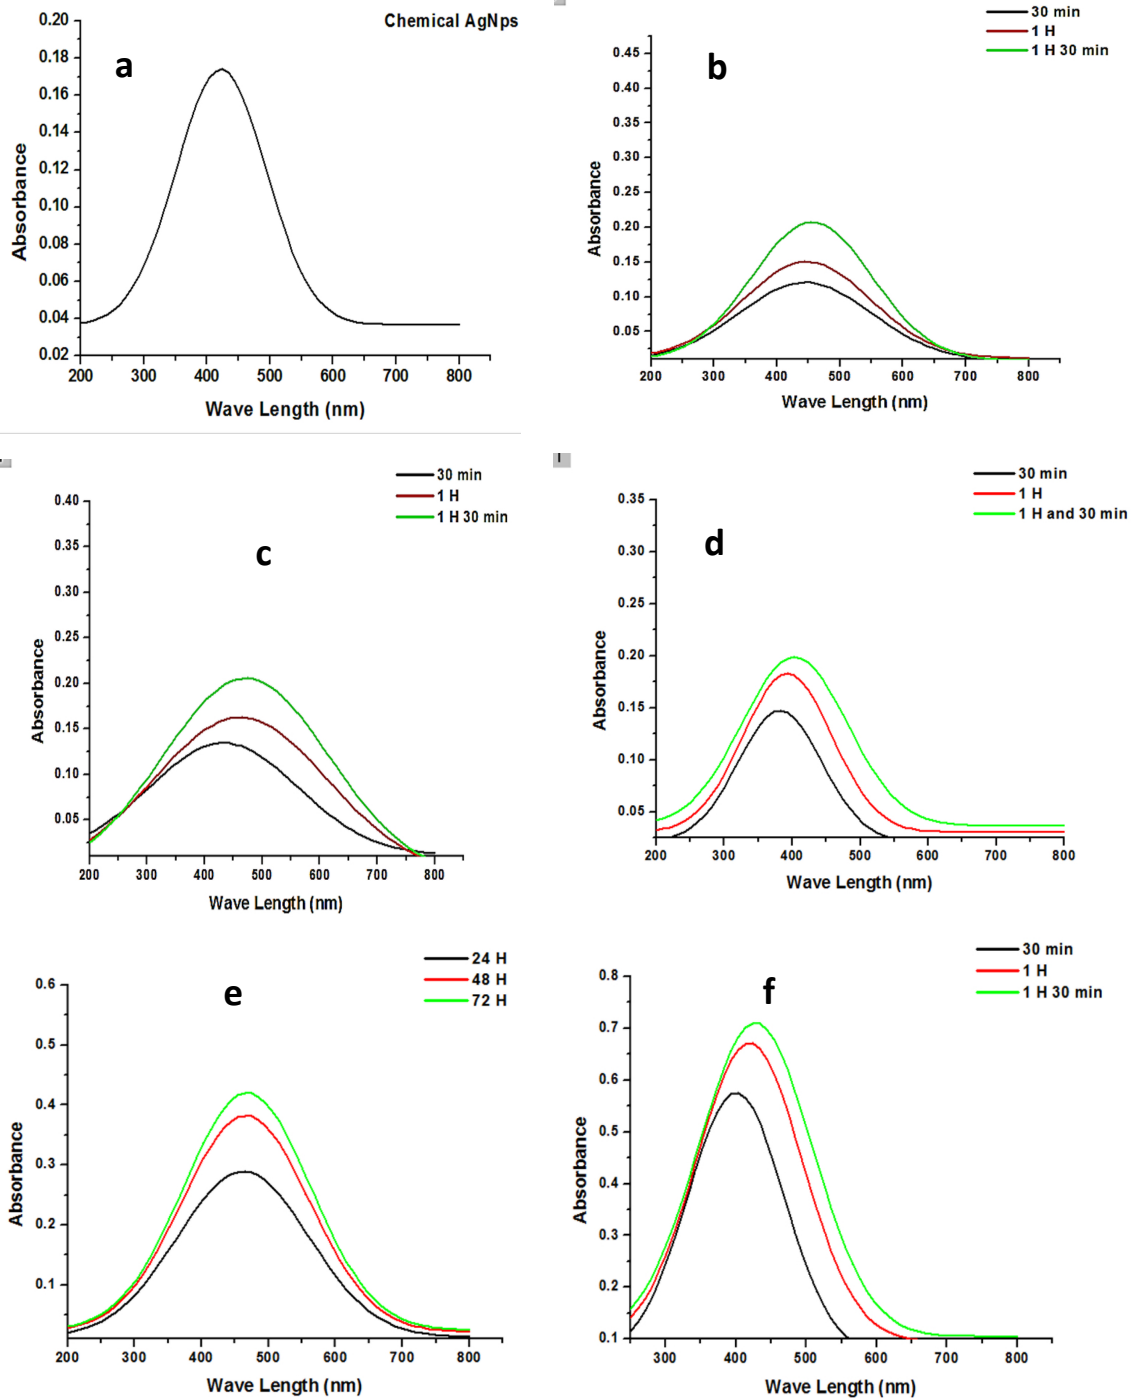 Chemical AgNps
a
0.20
0.18
0.16
0.14
0.12
0.10
0.08
0.06
0.04
0.02
Absorbance
200 300 400 500 600 700 800
Wave Length (nm)
30 min
1 H
1 H 30 min
b
0.45
0.40
0.35
0.30
0.25
0.20
0.15
0.10
0.05
Absorbance
200 300 400 500 600 700 800
Wave Length (nm)
30 min
1 H
1 H 30 min
c
0.40
0.35
0.30
0.25
0.20
0.15
0.10
0.05
Absorbance
200 300 400 500 600 700 800
Wave Length (nm)
30 min
1 H
1 H and 30 min
d
0.35
0.30
0.25
0.20
0.15
0.10
0.05
Absorbance
200 300 400 500 600 700 800
Wave Length (nm)
24 H
48 H
72 H
e
0.6
0.5
0.4
0.3
0.2
0.1
Absorbance
200 300 400 500 600 700 800
Wave Length (nm)
30 min
1 H
1 H 30 min
f
0.8
0.7
0.6
0.5
0.4
0.3
0.2
0.1
Absorbance
300 400 500 600 700 800
Wave Length (nm)